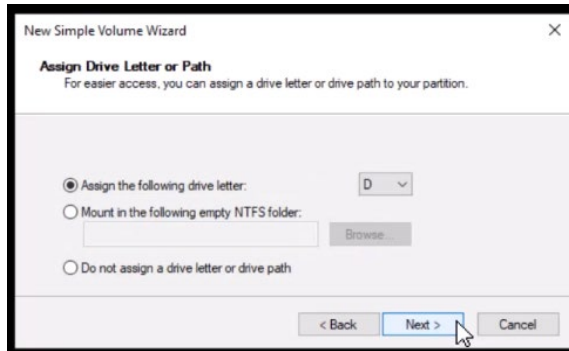 New Simple Volume Wizard
Assign Drive Letter or Path
For easier access, you can assign a drive letter or drive path to your partition.
Assign the following drive letter: D
Mount in the following empty NTFS folder:
Browse...
Do not assign a drive letter or drive path
< Back Next > Cancel